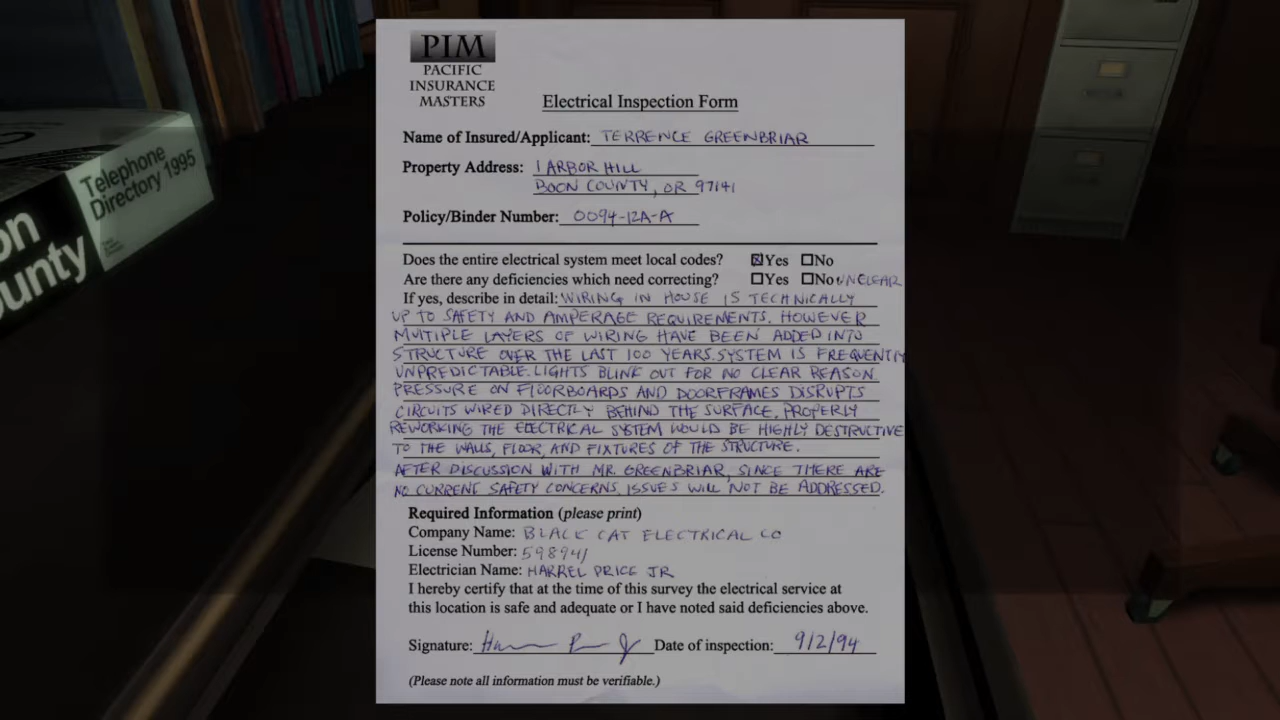 PIM
PACIFIC
INSURANCE
MASTERS
Electrical Inspection Form
Name of Insured/Applicant: TERRENCE GREENBRIAR
Property Address: 1 ARBOR HILL
BOON COUNTY, OR 97141
Policy/Binder Number: 0094-12A-A
Does the entire electrical system meet local codes? ☒Yes ☐No
Are there any deficiencies which need correcting? ☐Yes ☐No UNCLEAR
If yes, describe in detail: WIRING IN HOUSE IS TECHNICALLY
UP TO SAFETY AND AMPERAGE REQUIREMENTS. HOWEVER
MULTIPLE LAYERS OF WIRING HAVE BEEN ADDED INTO
STRUCTURE OVER THE LAST 100 YEARS. SYSTEM IS FREQUENTLY
UNPREDICTABLE. LIGHTS BLINK OUT FOR NO CLEAR REASON.
PRESSURE ON FLOORBOARDS AND DOORFRAMES DISRUPTS
CIRCUITS WIRED DIRECTLY BEHIND THE SURFACE. PROPERLY
REWORKING THE ELECTRICAL SYSTEM WOULD BE HIGHLY DESTRUCTIVE
TO THE WALLS, FLOOR, AND FIXTURES OF THE STRUCTURE.
AFTER DISCUSSION WITH MR. GREENBRIAR, SINCE THERE ARE
NO CURRENT SAFETY CONCERNS, ISSUES WILL NOT BE ADDRESSED.
Required Information (please print)
Company Name: BLACK CAT ELECTRICAL CO
License Number: 598941
Electrician Name: HARREL PRICE JR
I hereby certify that at the time of this survey the electrical service at
this location is safe and adequate or I have noted said deficiencies above.
Signature: Date of inspection: 9/2/94
(Please note all information must be verifiable.)
Telephone
Directory 1995
on
ounty